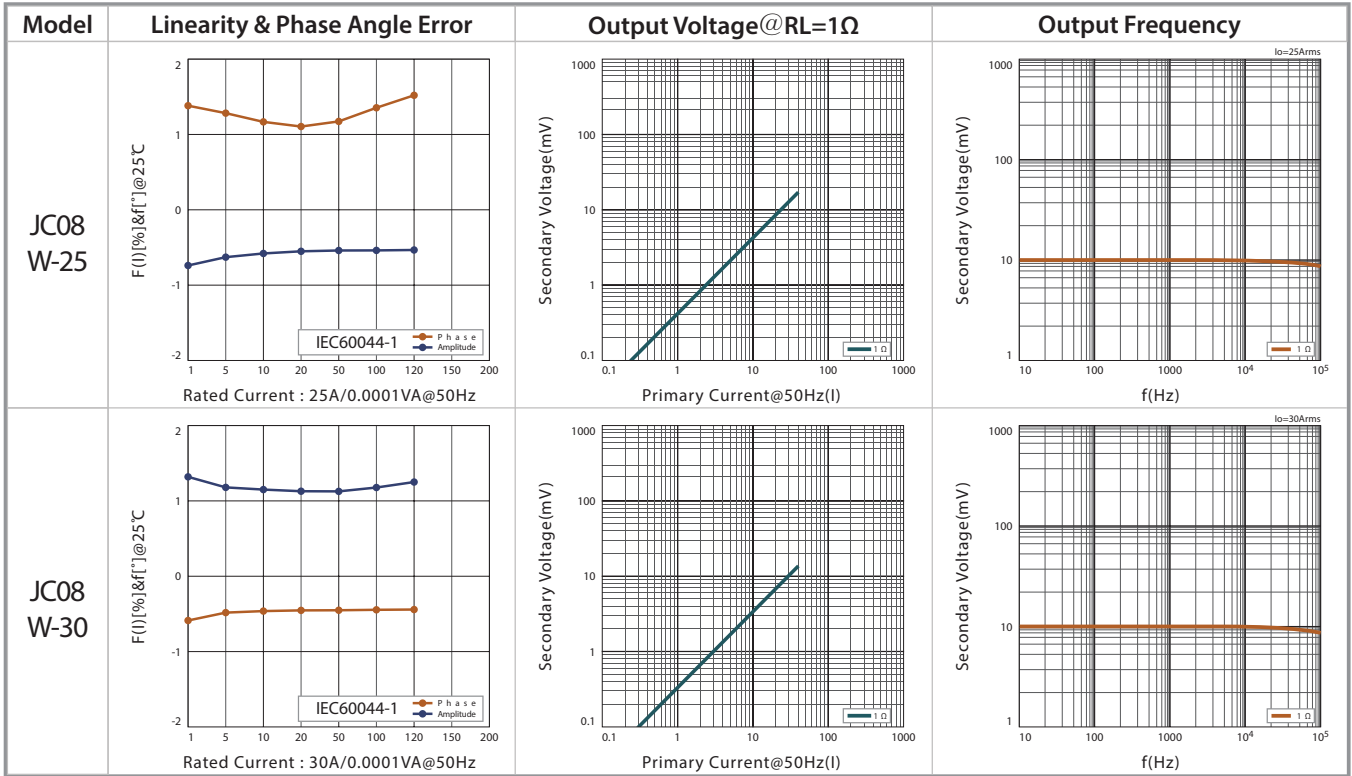 Model Linearity & Phase Angle Error Output Voltage@RL=1Ω Output Frequency
JC08
W-25
F(I)[%]&f[°]@25℃
2
1
0
-1
-2
1 5 10 20 50 100 120 150 200
IEC60044-1
Phase
Amplitude
Rated Current : 25A/0.0001VA@50Hz
Secondary Voltage(mV)
1000
100
10
1
0.1
0.1 1 10 100 1000
1 Ω
Primary Current@50Hz(I)
Io=25Arms
Secondary Voltage(mV)
1000
100
10
1
10 100 1000 10⁴ 10⁵
1 Ω
f(Hz)
JC08
W-30
F(I)[%]&f[°]@25℃
2
1
0
-1
-2
1 5 10 20 50 100 120 150 200
IEC60044-1
Phase
Amplitude
Rated Current : 30A/0.0001VA@50Hz
Secondary Voltage(mV)
1000
100
10
1
0.1
0.1 1 10 100 1000
1 Ω
Primary Current@50Hz(I)
Io=30Arms
Secondary Voltage(mV)
1000
100
10
1
10 100 1000 10⁴ 10⁵
1 Ω
f(Hz)